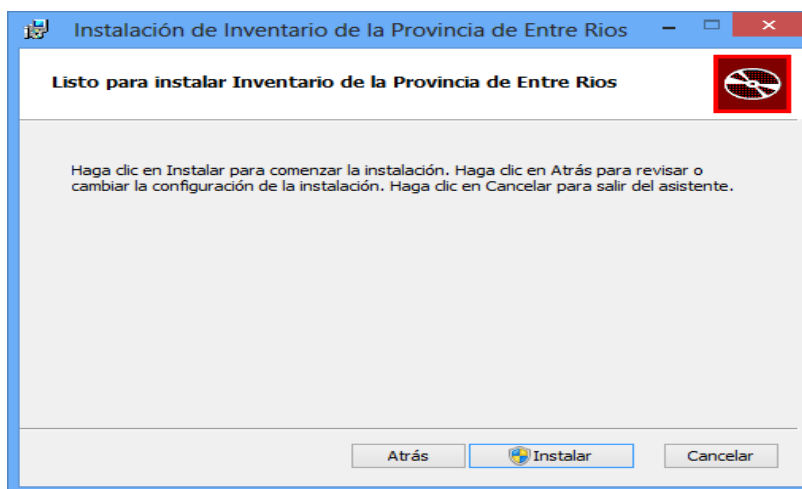 Instalación de Inventario de la Provincia de Entre Rios
Listo para instalar Inventario de la Provincia de Entre Rios
Haga clic en Instalar para comenzar la instalación. Haga clic en Atrás para revisar o
cambiar la configuración de la instalación. Haga clic en Cancelar para salir del asistente.
Atrás Instalar Cancelar